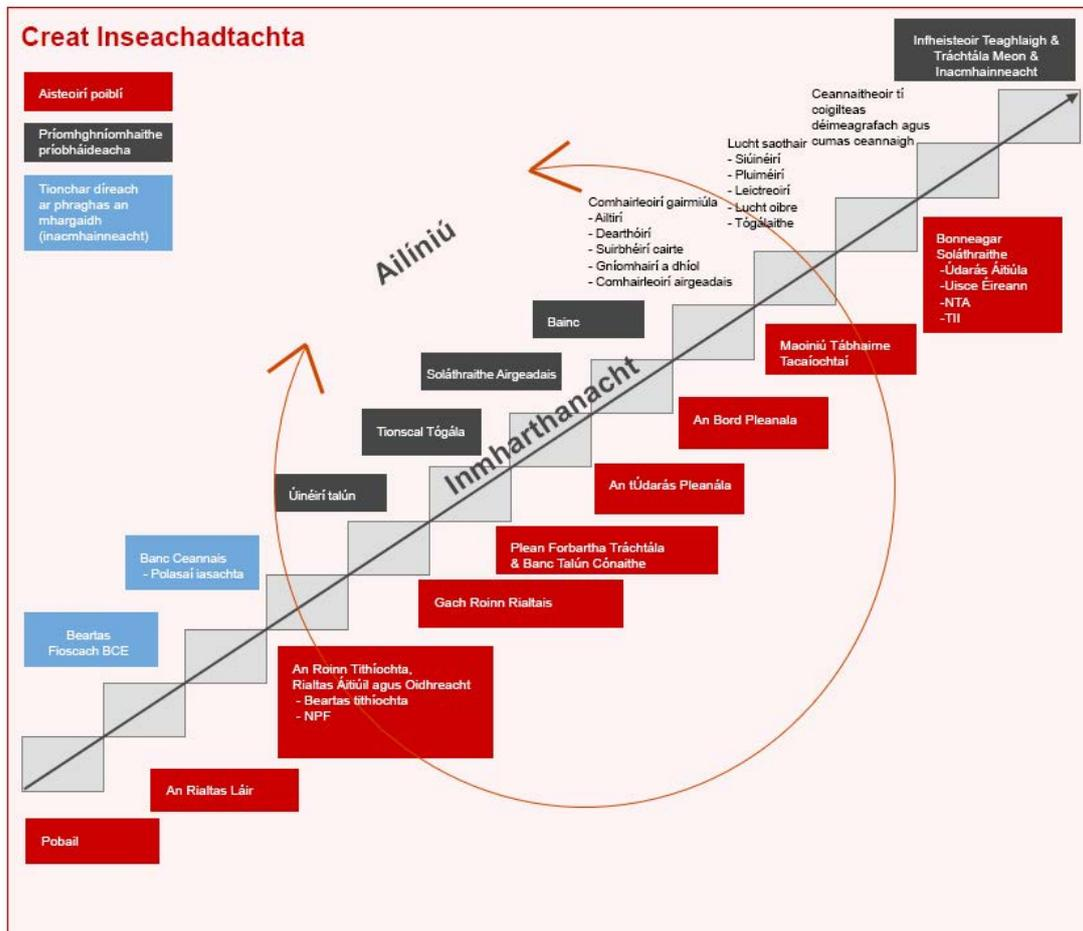 Creat Inseachadtachta
Aisteoirí poiblí
Príomhghníomhaithe
príobháideacha
Tionchar díreach
ar phraghas an
mhargaidh
(inacmhainneacht)
Infheisteoir Teaghlaigh &
Tráchtála Meon &
Inacmhainneacht
Ceannaitheoir tí
coigilteas
déimeagrafach agus
cumas ceannaigh
Lucht saothair
- Siúinéirí
- Pluiméirí
- Leictreoirí
- Lucht oibre
- Tógálaithe
Comhairleoirí gairmiúla
- Ailtirí
- Dearthóirí
- Suirbhéirí cairte
- Gníomhairí a dhíol
- Comhairleoirí airgeadais
Ailíniú
Bainc
Soláthraithe Airgeadais
Tionscal Tógála
Úinéirí talún
Banc Ceannais
- Polasaí iasachta
Beartas
Fioscach BCE
Inmharthanacht
Bonneagar
Soláthraithe
-Údarás Áitiúla
-Uisce Éireann
-NTA
-TII
Maoiniú Tábhairne
Tacaíochtaí
An Bord Pleanala
An tÚdarás Pleanála
Plean Forbartha Tráchtála
& Banc Talún Cónaithe
Gach Roinn Rialtais
An Roinn Tithíochta,
Rialtas Áitiúil agus Oidhreacht
- Beartas tithíochta
- NPF
An Rialtas Láir
Pobail